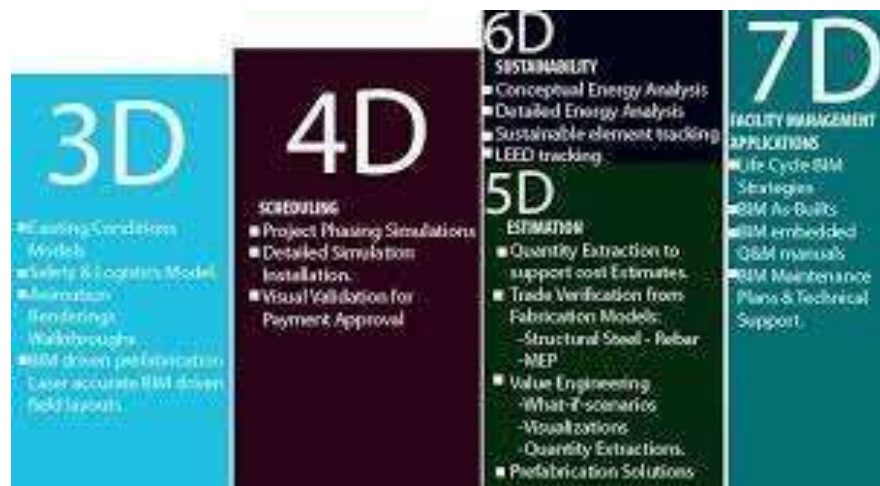 3D
Existing Conditions
Models
Safety & Logistics Model
Animation
Renderings
Walkthroughs
BIM driven prefabrication
Laser accurate BIM driven
field layouts
4D
SCHEDULING
Project Phasing Simulations
Detailed Simulation
Installation.
Visual Validation for
Payment Approval
6D
SUSTAINABILITY
Conceptual Energy Analysis
Detailed Energy Analysis
Sustainable element tracking
LEED tracking
5D
ESTIMATION
Quantity Extraction to
support cost Estimates.
Trade Verification from
Fabrication Models:
-Structural Steel - Rebar
-MEP
Value Engineering
-What-if-scenarios
-Visualizations
-Quantity Extractions.
Prefabrication Solutions
7D
FACILITY MANAGEMENT
APPLICATIONS
Life Cycle BIM
Strategies
BIM As-Builts
BIM embedded
O&M manuals
BIM Maintenance
Plans & Technical
Support.